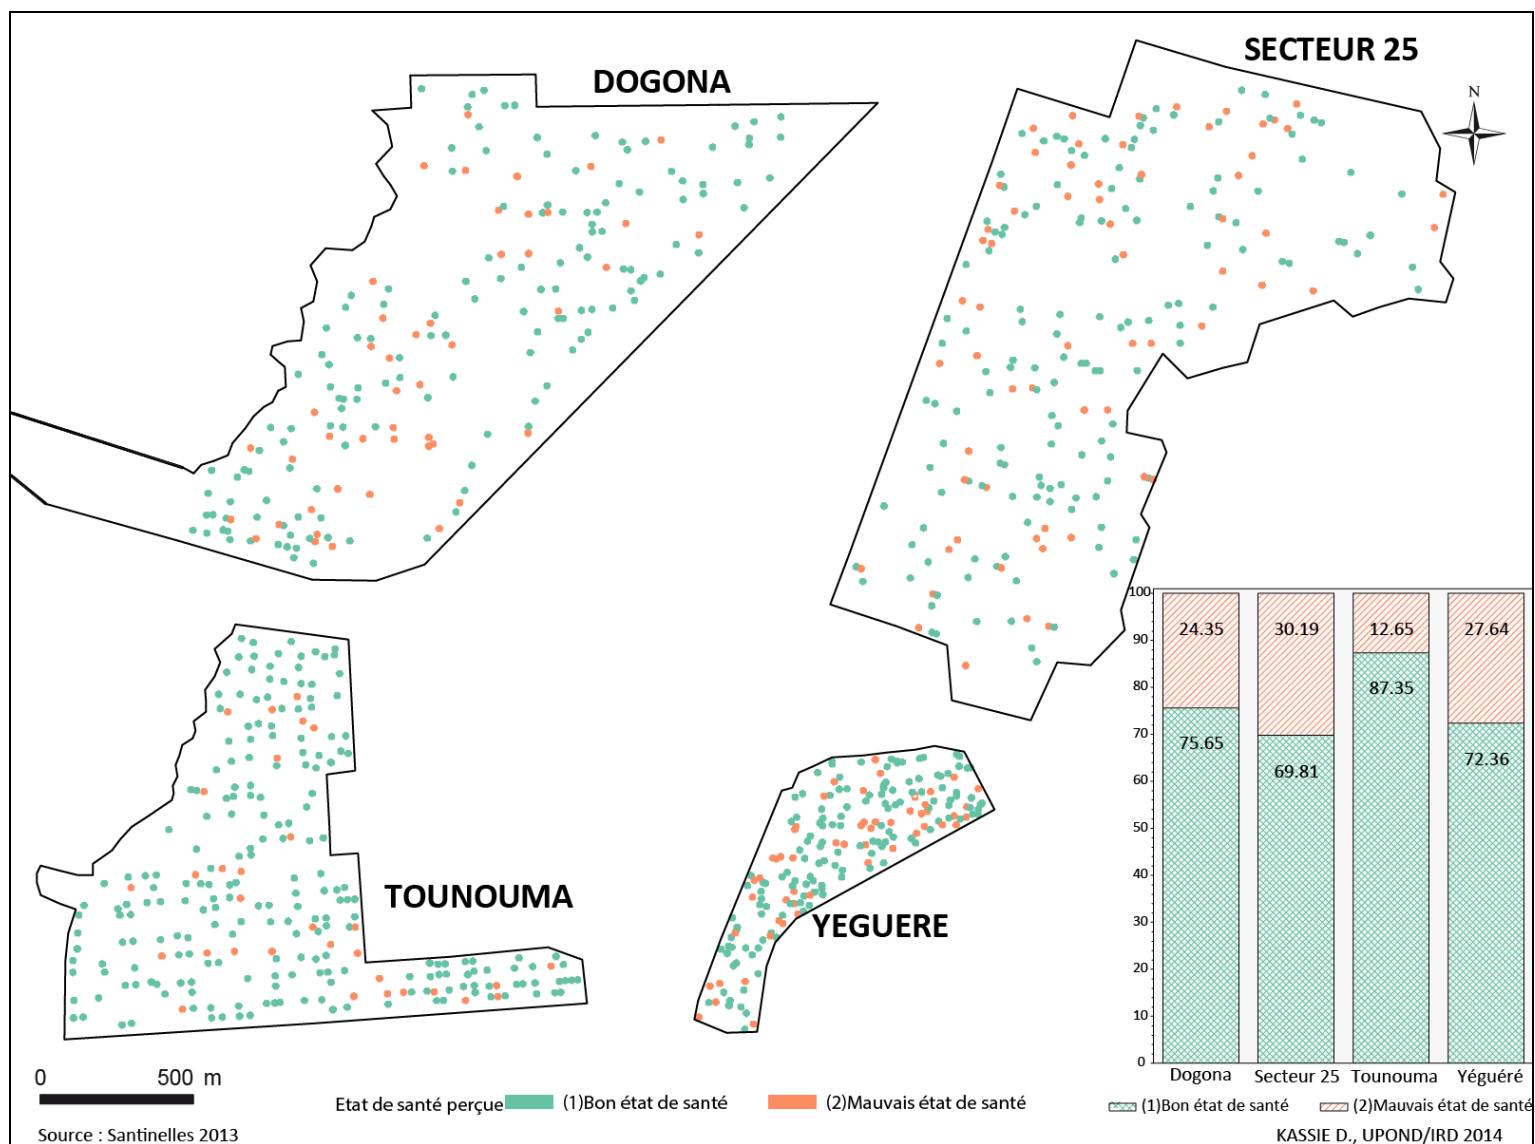 DOGONA
SECTEUR 25
N
TOUNOUMA
YEGUERE
100
90
80
70
60
50
40
30
20
10
0
24.35
30.19
12.65
27.64
75.65
69.81
87.35
72.36
Dogona
Secteur 25
Tounouma
Yéguéré
(1)Bon état de santé
(2)Mauvais état de santé
0 500 m
Etat de santé perçue
(1)Bon état de santé
(2)Mauvais état de santé
Source : Santinelles 2013
KASSIE D., UPOND/IRD 2014